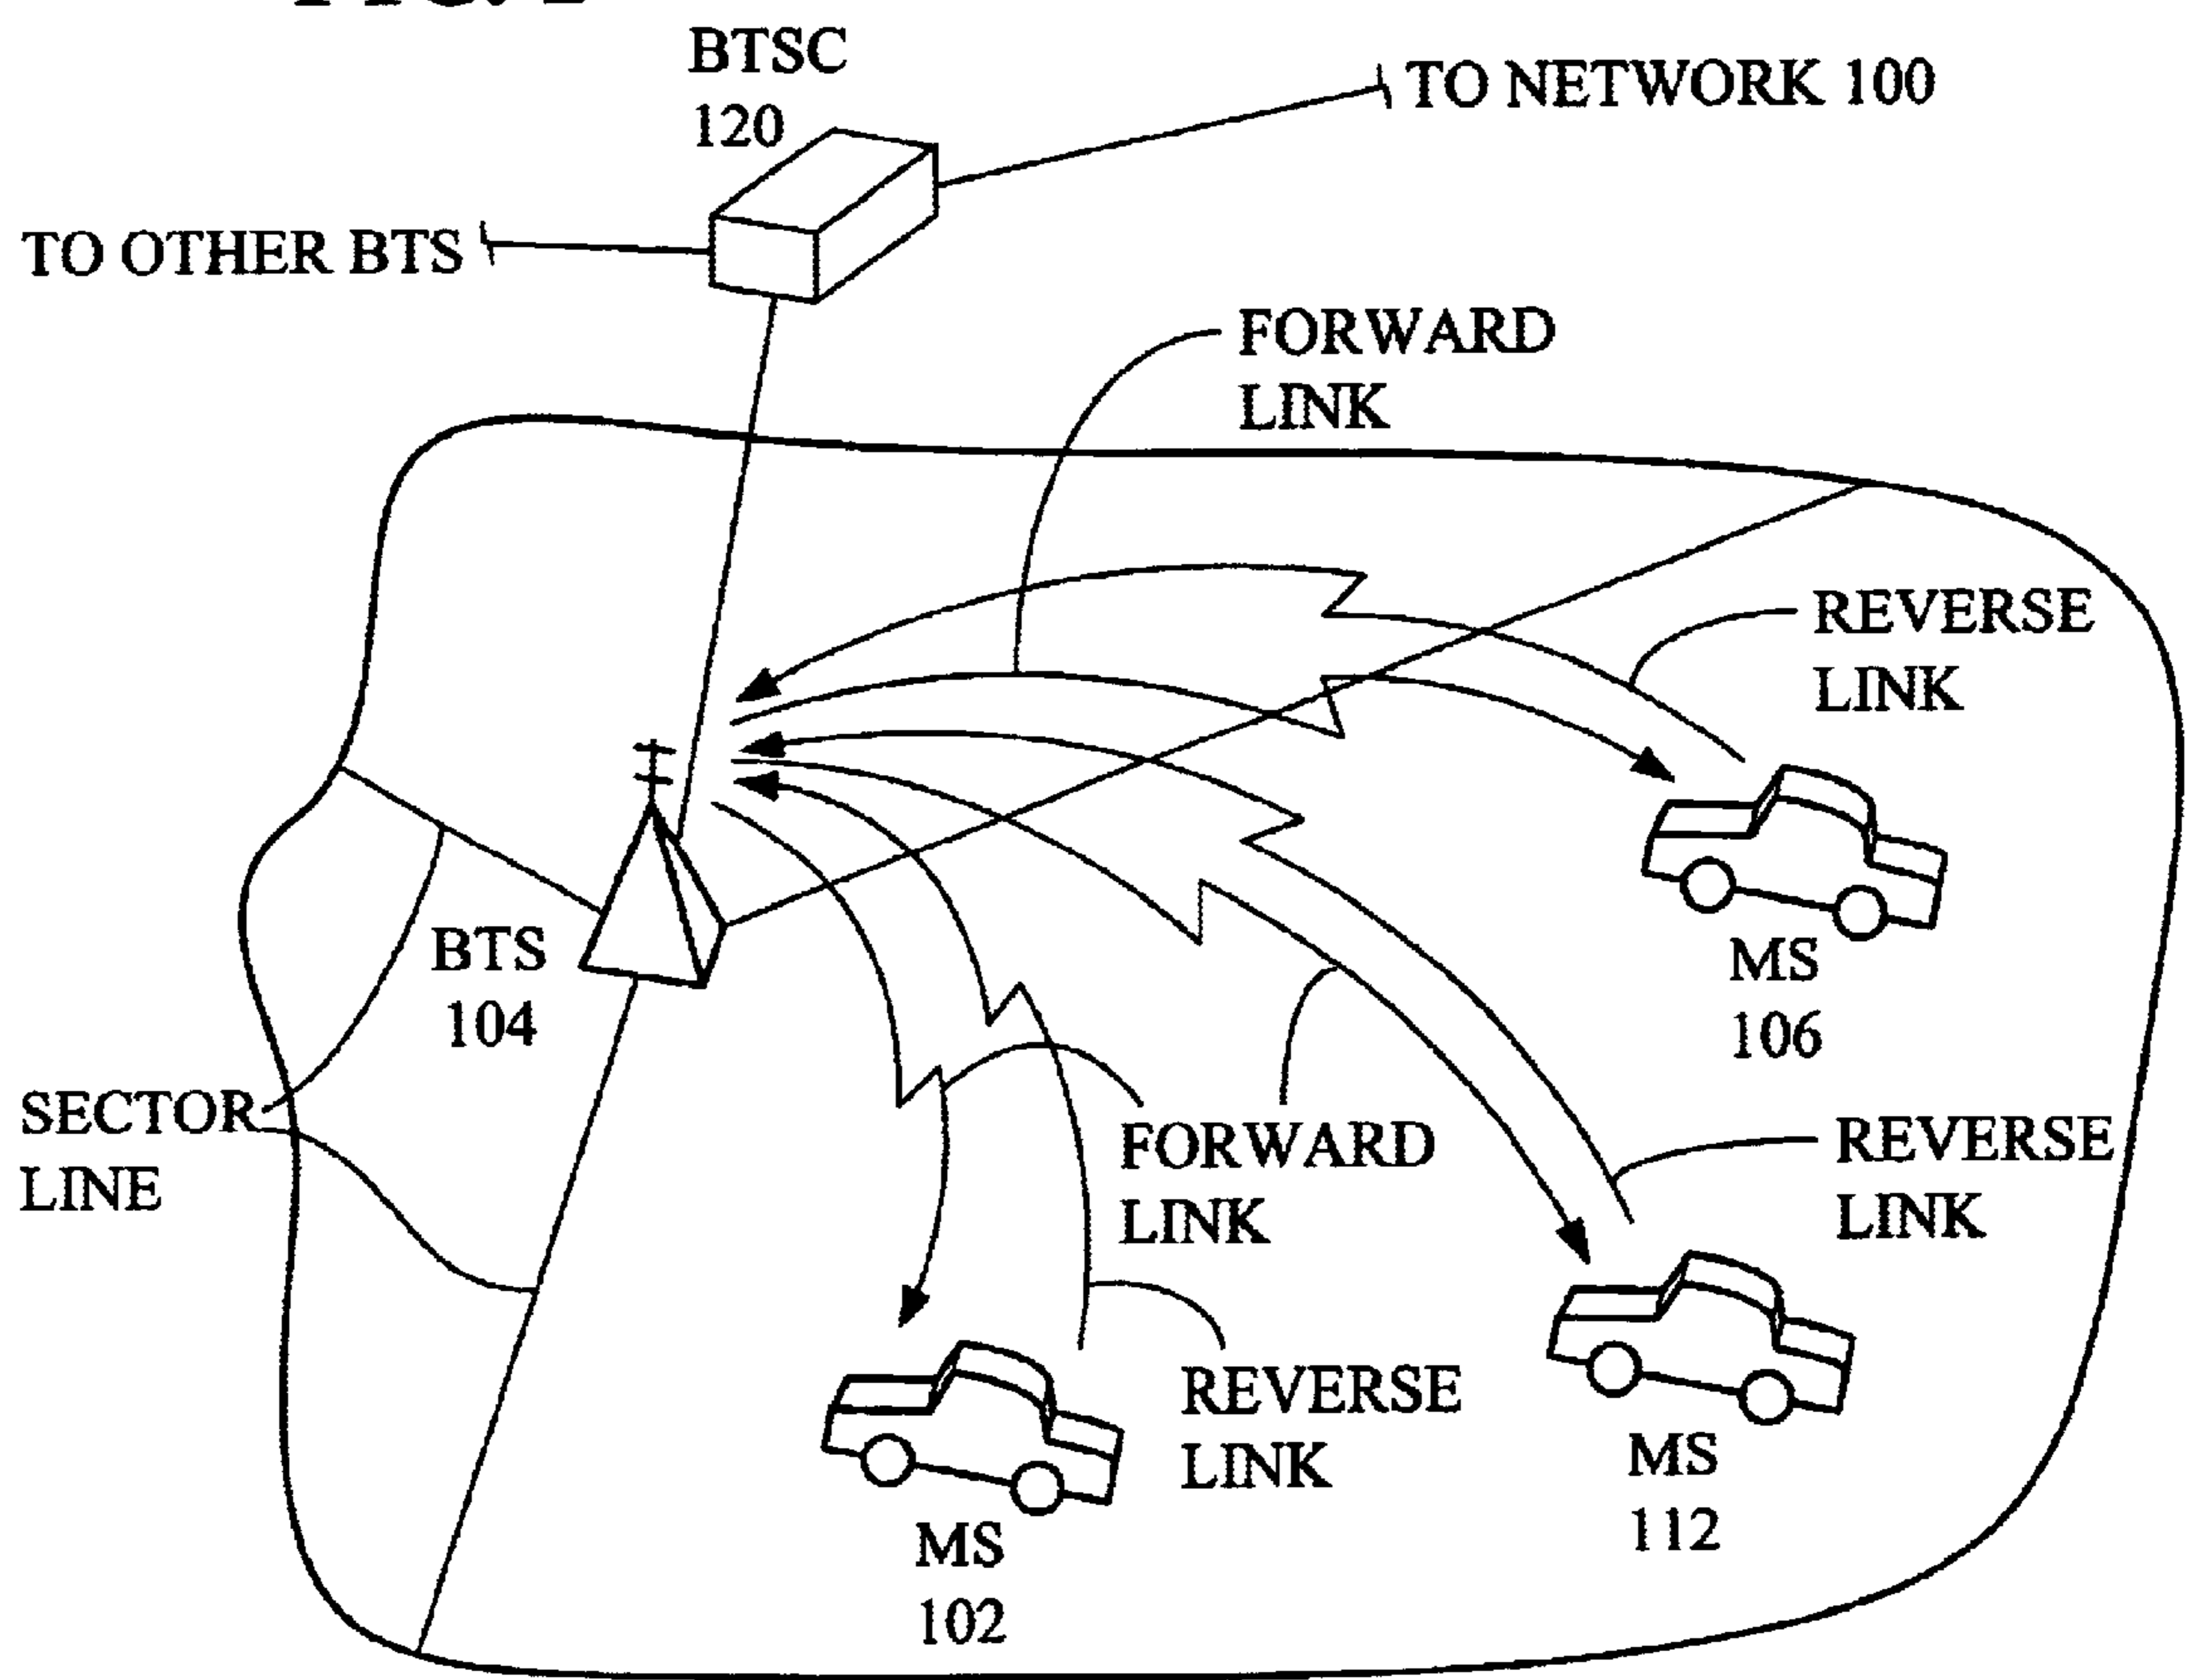 BTSC
120
TO NETWORK 100
TO OTHER BTS
FORWARD
LINK
REVERSE
LINK
BTS
104
MS
106
SECTOR
LINE
FORWARD
LINK
REVERSE
LINK
REVERSE
LINK
MS
112
MS
102